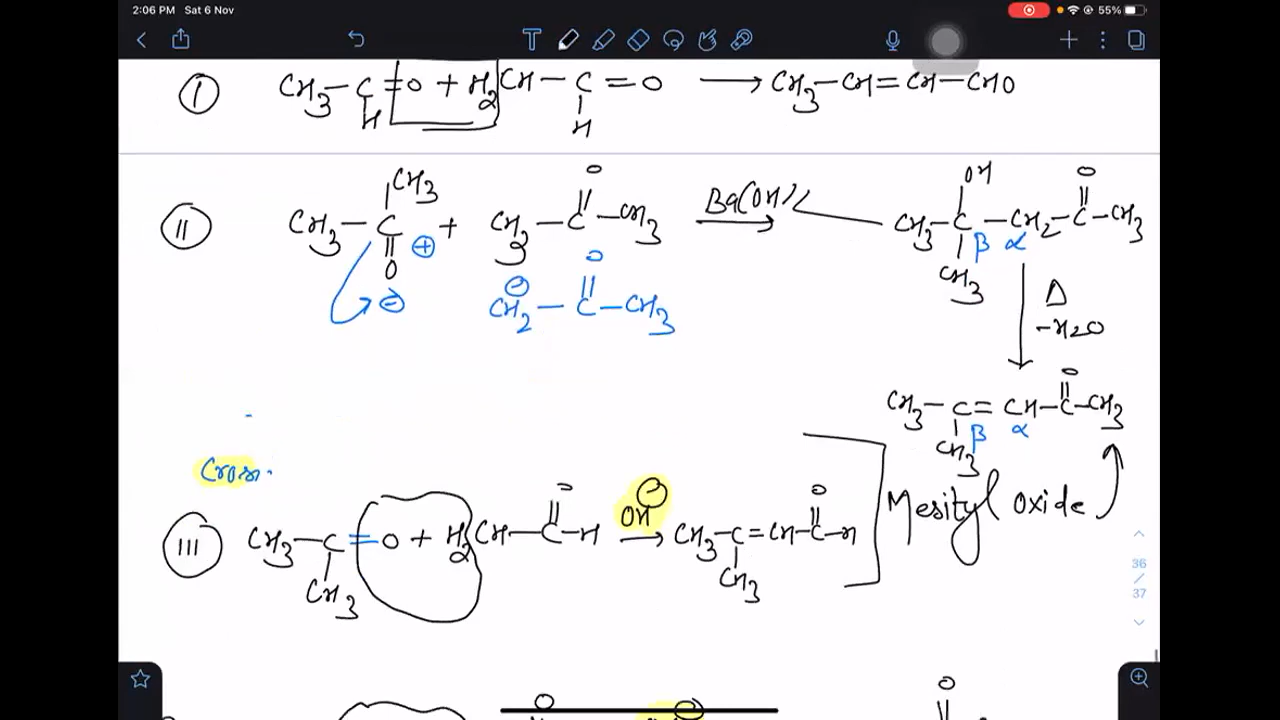 2:06 PM Sat 6 Nov 55%
T
I CH3-C=O + H2CH-C=O → CH3-CH=CH-CHO
H H
CH3 O OH O
II CH3-C + CH3-C-CH3 Ba(OH)2 CH3-C-CH2-C-CH3
⊕ β α
O O CH3
⊖ ⊖
CH2-C-CH3 Δ
-H2O
O
CH3-C=CH-C-CH3
β α
CH3
Cross.
O OH⊖ O
III CH3-C=O + H2CH-C-H → CH3-C=CH-C-H Mesityl oxide
CH3 CH3
36
/
37
O O